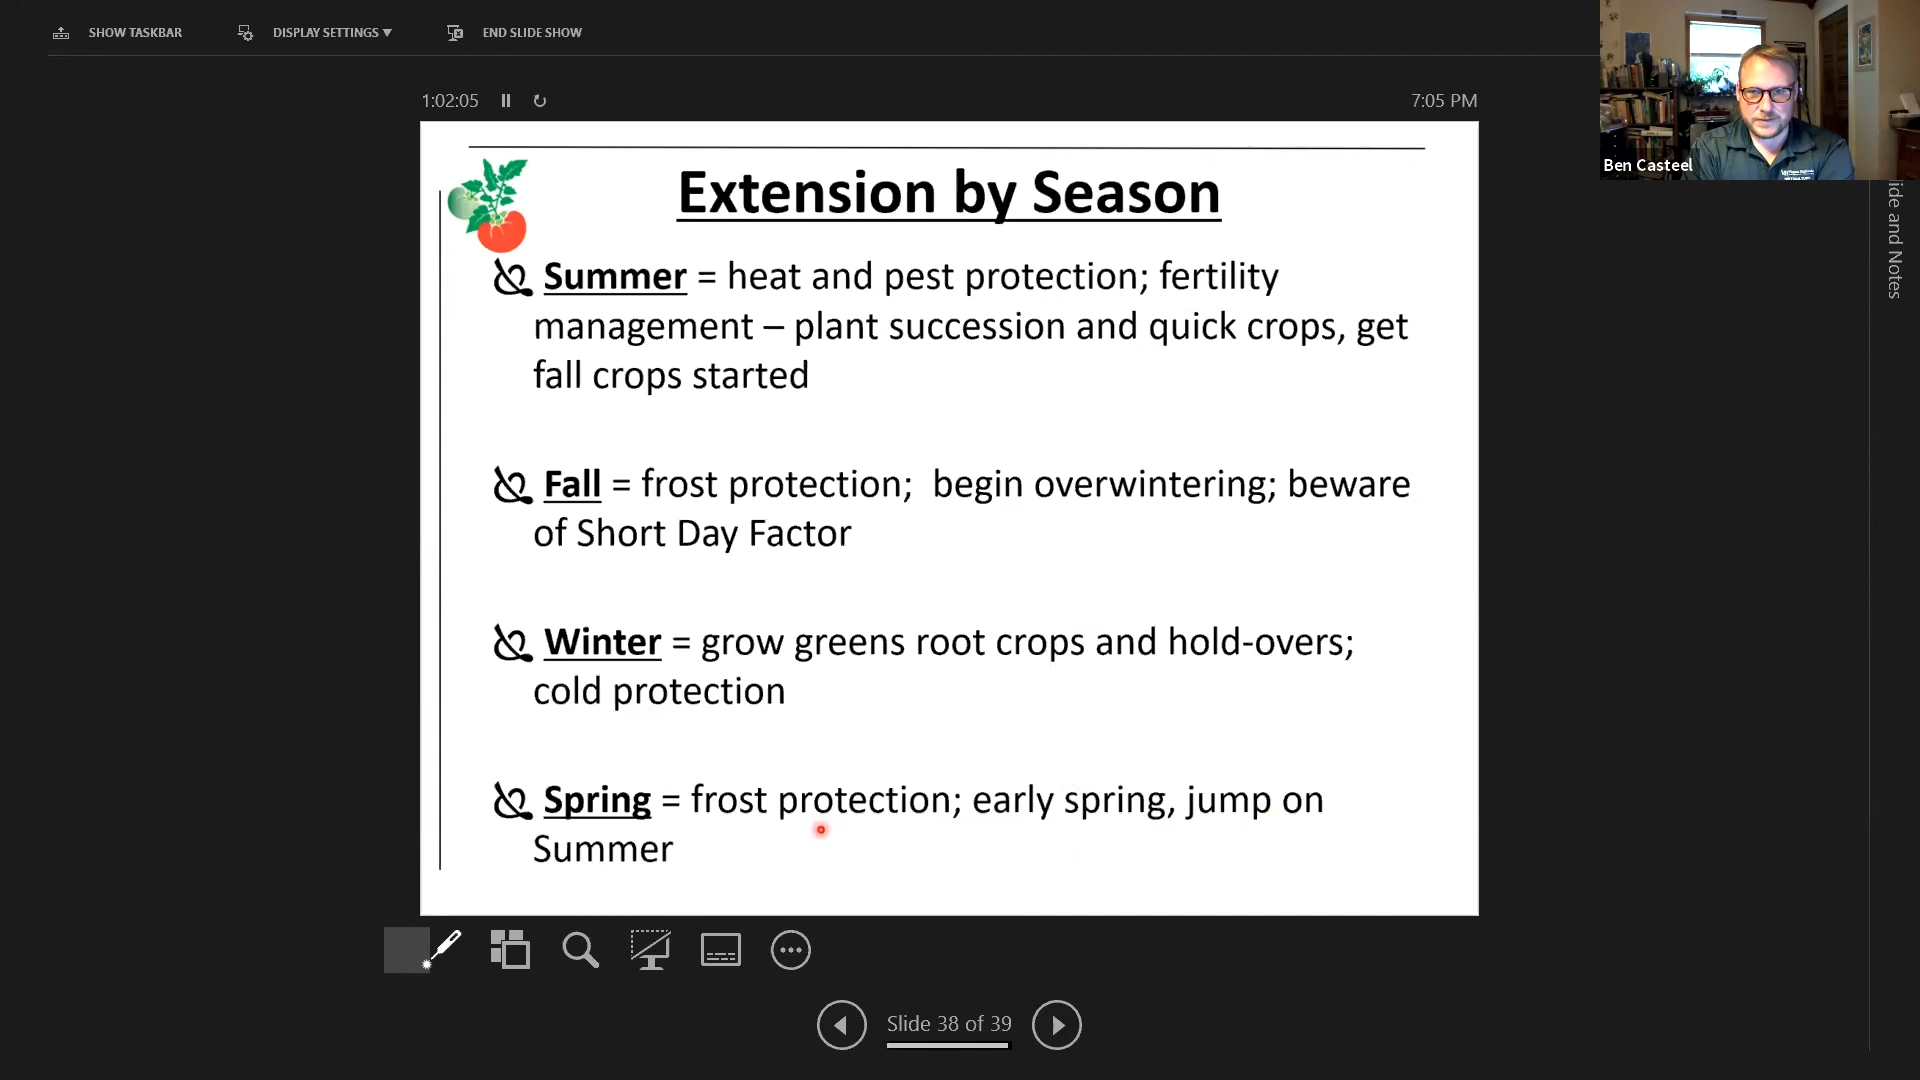 SHOW TASKBAR DISPLAY SETTINGS ▼ END SLIDE SHOW
1:02:05 7:05 PM
Ben Casteel
lide and Notes
Extension by Season
Summer = heat and pest protection; fertility
management – plant succession and quick crops, get
fall crops started
Fall = frost protection; begin overwintering; beware
of Short Day Factor
Winter = grow greens root crops and hold-overs;
cold protection
Spring = frost protection; early spring, jump on
Summer
Slide 38 of 39